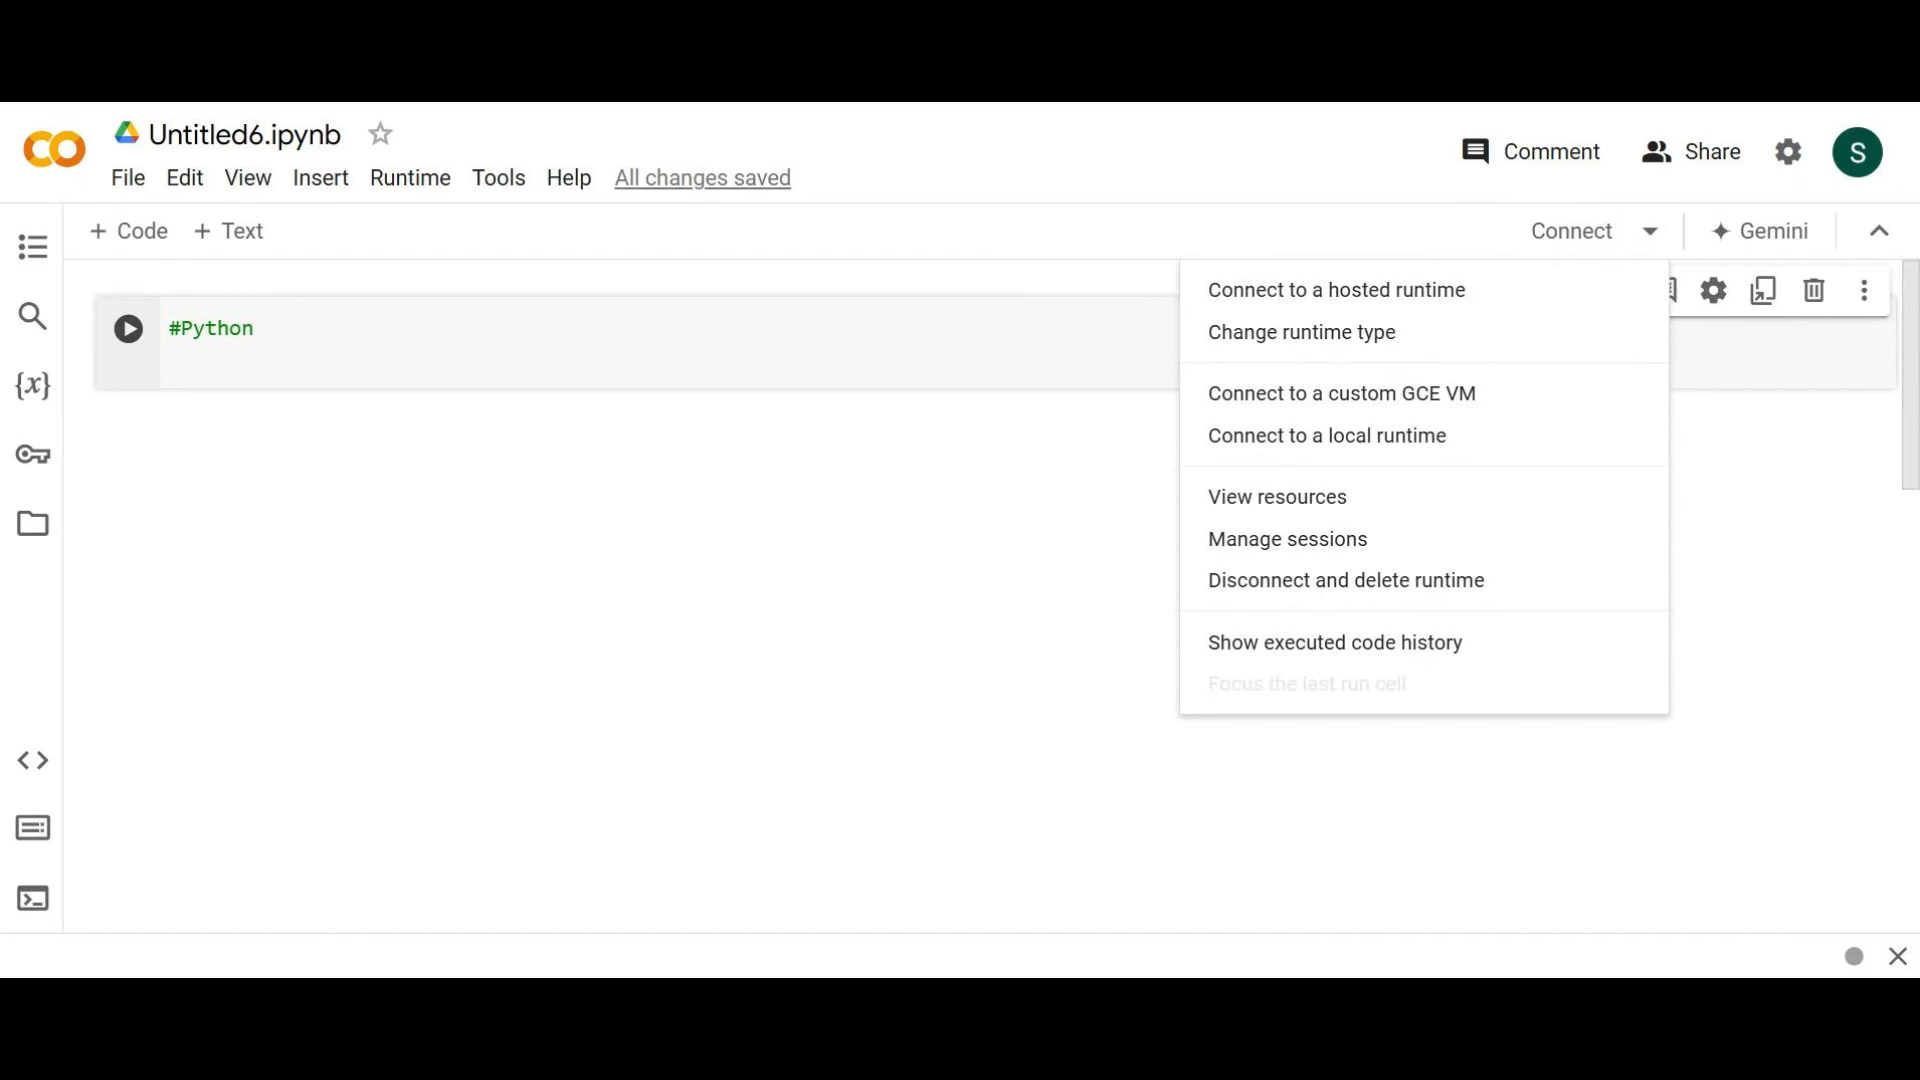 Untitled6.ipynb
File Edit View Insert Runtime Tools Help All changes saved
Comment Share S
+ Code + Text
Connect Gemini
#Python
Connect to a hosted runtime
Change runtime type
Connect to a custom GCE VM
Connect to a local runtime
View resources
Manage sessions
Disconnect and delete runtime
Show executed code history
Focus the last run cell